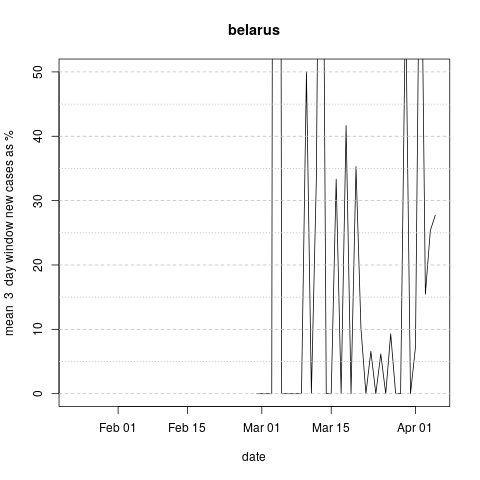 belarus
mean  3  day window new cases as %
50
40
30
20
10
0
Feb 01
Feb 15
Mar 01
Mar 15
Apr 01
date